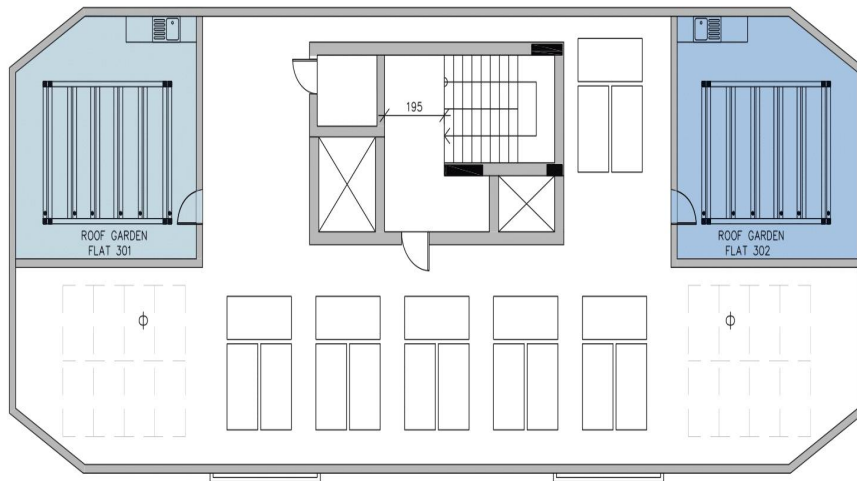 195
ROOF GARDEN
FLAT 301
ROOF GARDEN
FLAT 302